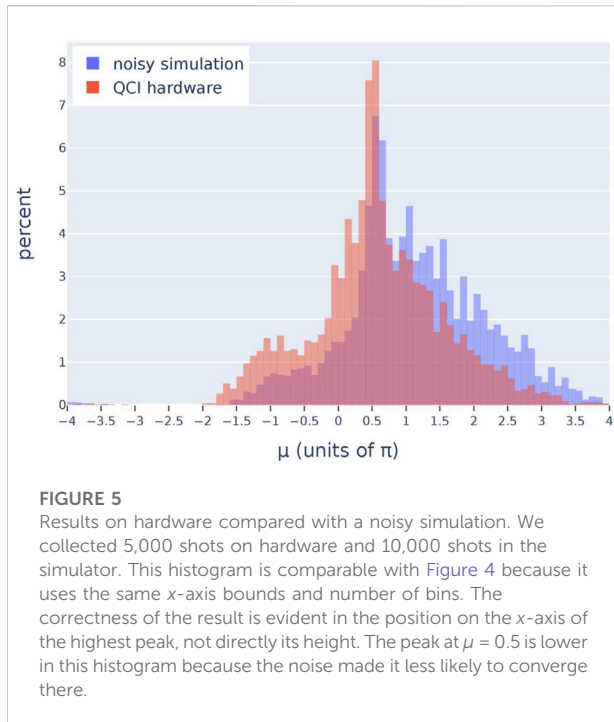 noisy simulation
QCI hardware
8
7
6
5
4
3
2
1
0
percent
−4 −3.5 −3 −2.5 −2 −1.5 −1 −0.5 0 0.5 1 1.5 2 2.5 3 3.5 4
μ (units of π)
FIGURE 5
Results on hardware compared with a noisy simulation. We
collected 5,000 shots on hardware and 10,000 shots in the
simulator. This histogram is comparable with Figure 4 because it
uses the same x-axis bounds and number of bins. The
correctness of the result is evident in the position on the x-axis of
the highest peak, not directly its height. The peak at μ = 0.5 is lower
in this histogram because the noise made it less likely to converge
there.